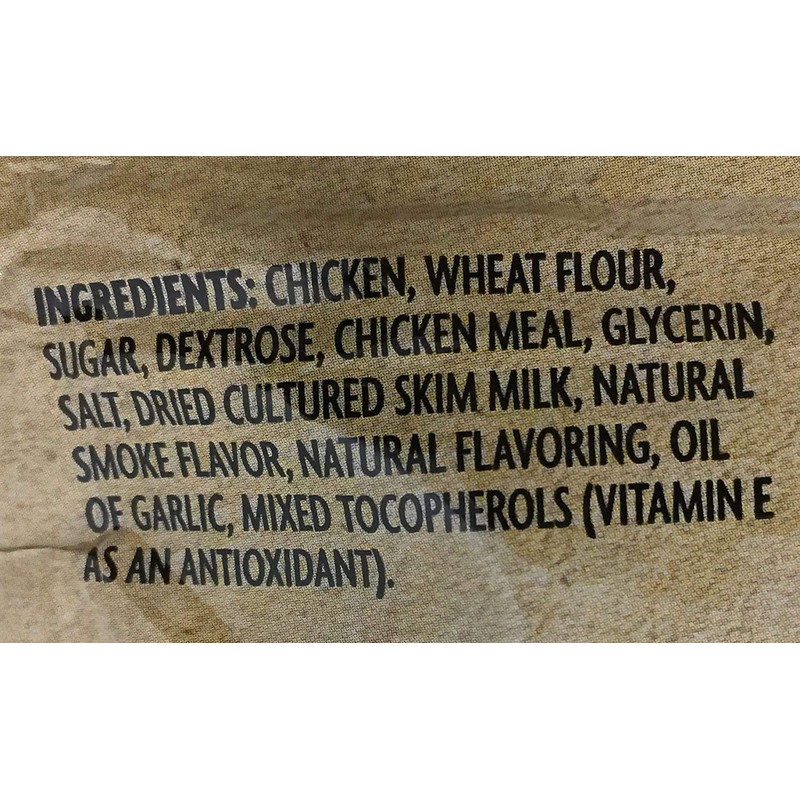 INGREDIENTS: CHICKEN, WHEAT FLOUR,
SUGAR, DEXTROSE, CHICKEN MEAL, GLYCERIN,
SALT, DRIED CULTURED SKIM MILK, NATURAL
SMOKE FLAVOR, NATURAL FLAVORING, OIL
OF GARLIC, MIXED TOCOPHEROLS (VITAMIN E
AS AN ANTIOXIDANT).